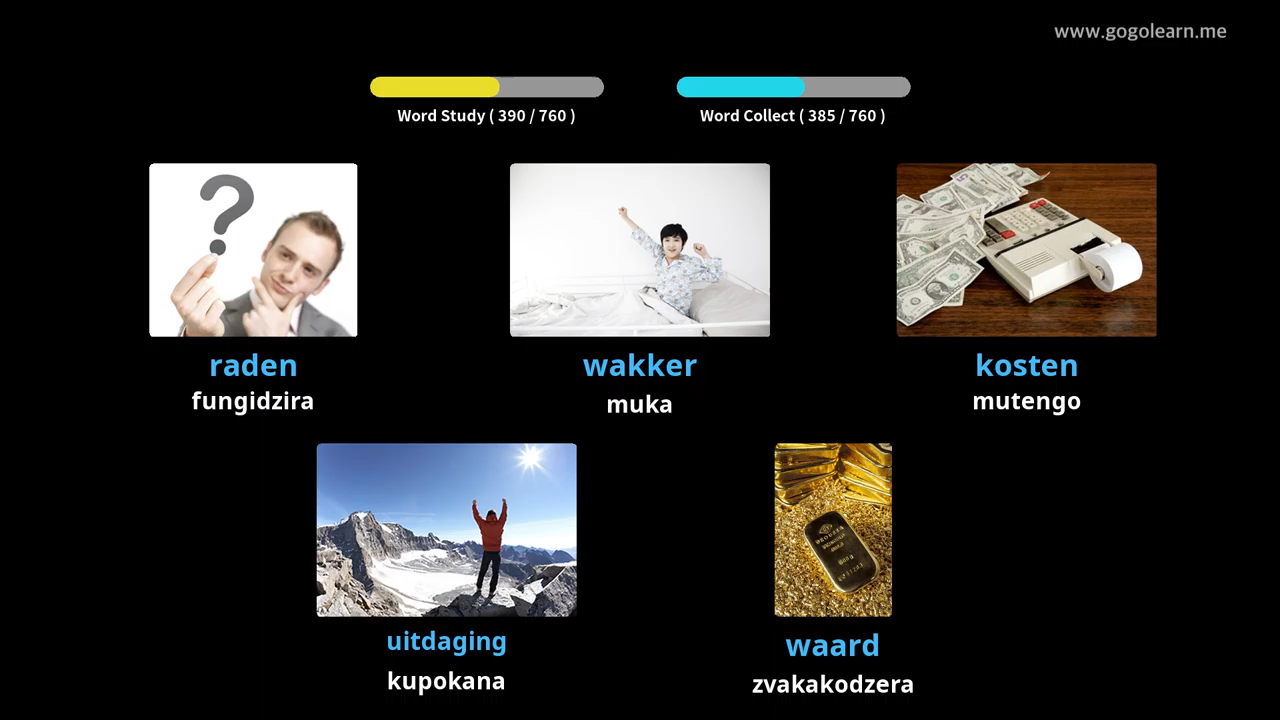 www.gogolearn.me
Word Study ( 390 / 760 )
Word Collect ( 385 / 760 )
?
raden
wakker
kosten
fungidzira
muka
mutengo
uitdaging
waard
kupokana
zvakakodzera